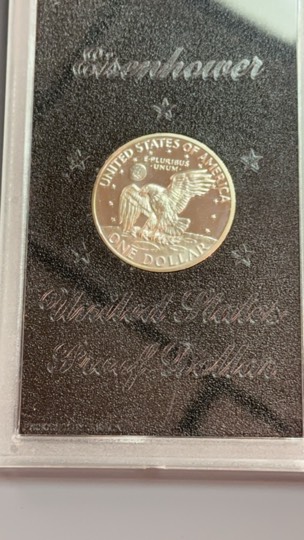 Eisenhower
UNITED STATES OF AMERICA
E·PLURIBUS
·UNUM·
ONE DOLLAR
United States
Proof Dollar